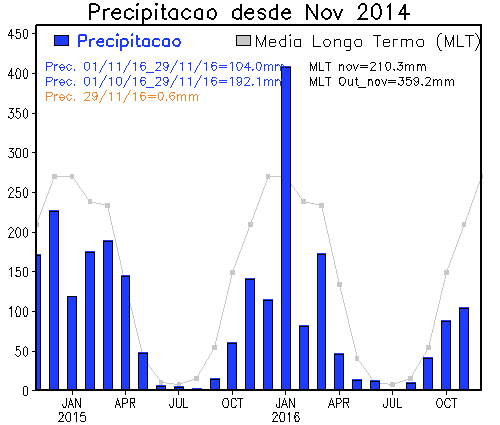 Precipitacao desde Nov 2014
Precipitacao Media Longo Termo (MLT)
Prec. 01/11/16_29/11/16=104.0mm MLT nov=210.3mm
Prec. 01/10/16_29/11/16=192.1mm MLT Out_nov=359.2mm
Prec. 29/11/16=0.6mm
450
400
350
300
250
200
150
100
50
0
JAN APR JUL OCT JAN APR JUL OCT
2015 2016